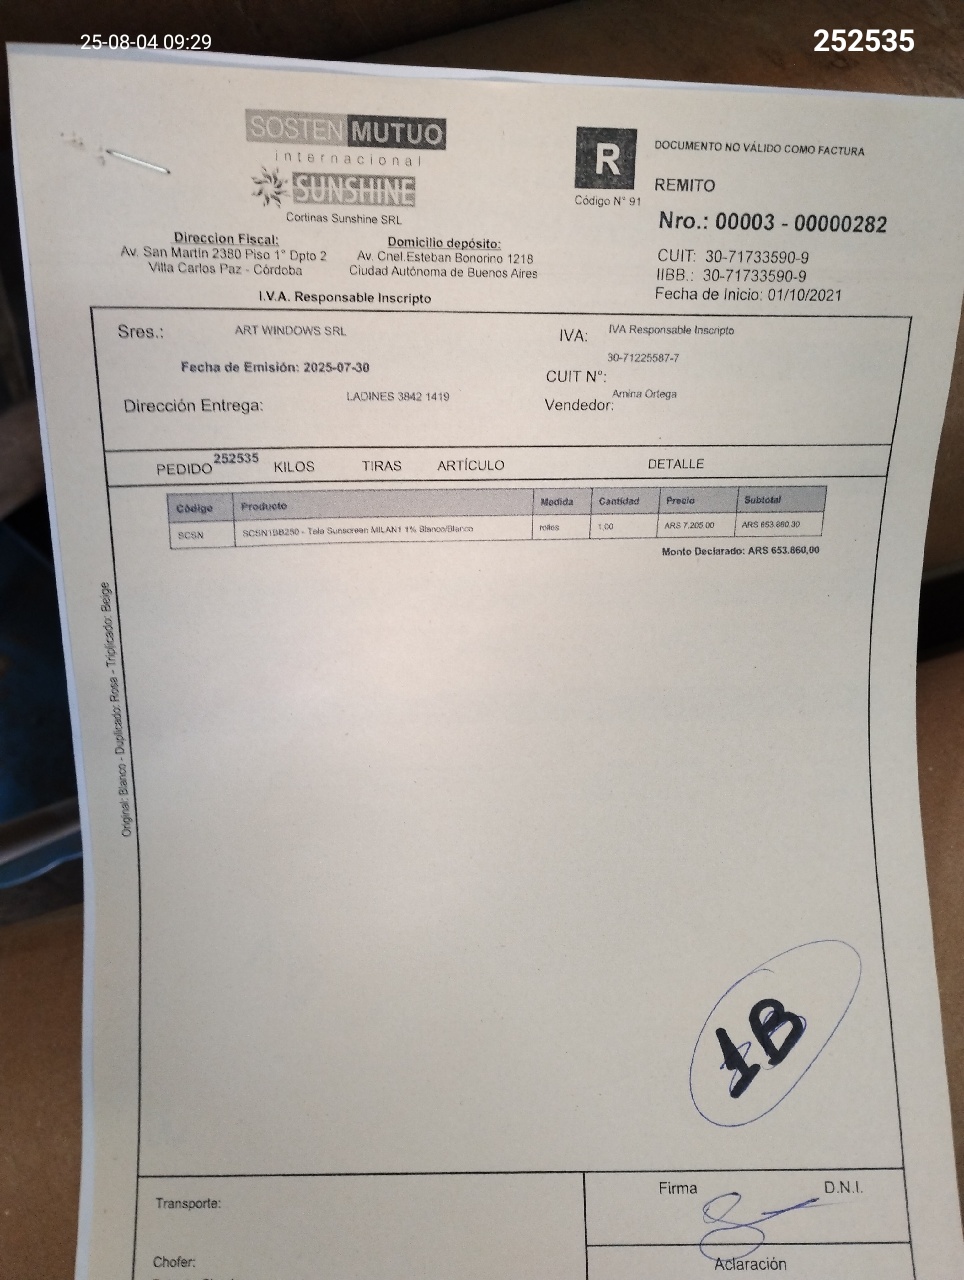 25-08-04 09:29
252535
SOSTEN MUTUO
internacional
SUNSHINE
Cortinas Sunshine SRL
Direccion Fiscal:
Av. San Martin 2380 Piso 1° Dpto 2
Villa Carlos Paz - Córdoba
Domicilio depósito:
Av. Cnel.Esteban Bonorino 1218
Ciudad Autónoma de Buenos Aires
I.V.A. Responsable Inscripto
R
Código N° 91
DOCUMENTO NO VÁLIDO COMO FACTURA
REMITO
Nro.: 00003 - 00000282
CUIT: 30-71733590-9
IIBB.: 30-71733590-9
Fecha de Inicio: 01/10/2021
Sres.: ART WINDOWS SRL
Fecha de Emisión: 2025-07-30
Dirección Entrega: LADINES 3842 1419
IVA: IVA Responsable Inscripto
30-71225587-7
CUIT N°:
Vendedor: Amina Ortega
PEDIDO 252535 KILOS TIRAS ARTÍCULO DETALLE
Código Producto Medida Cantidad Precio Subtotal
SCSN SCSN1BB250 - Tela Sunscreen MILAN1 1% Blanco/Blanco rollos 1,00 ARS 7.205.00 ARS 653.860.30
Monto Declarado: ARS 653.860,00
Original: Blanco - Duplicado: Rosa - Triplicado: Beige
1B
Transporte:
Firma D.N.I.
Chofer:
Aclaración